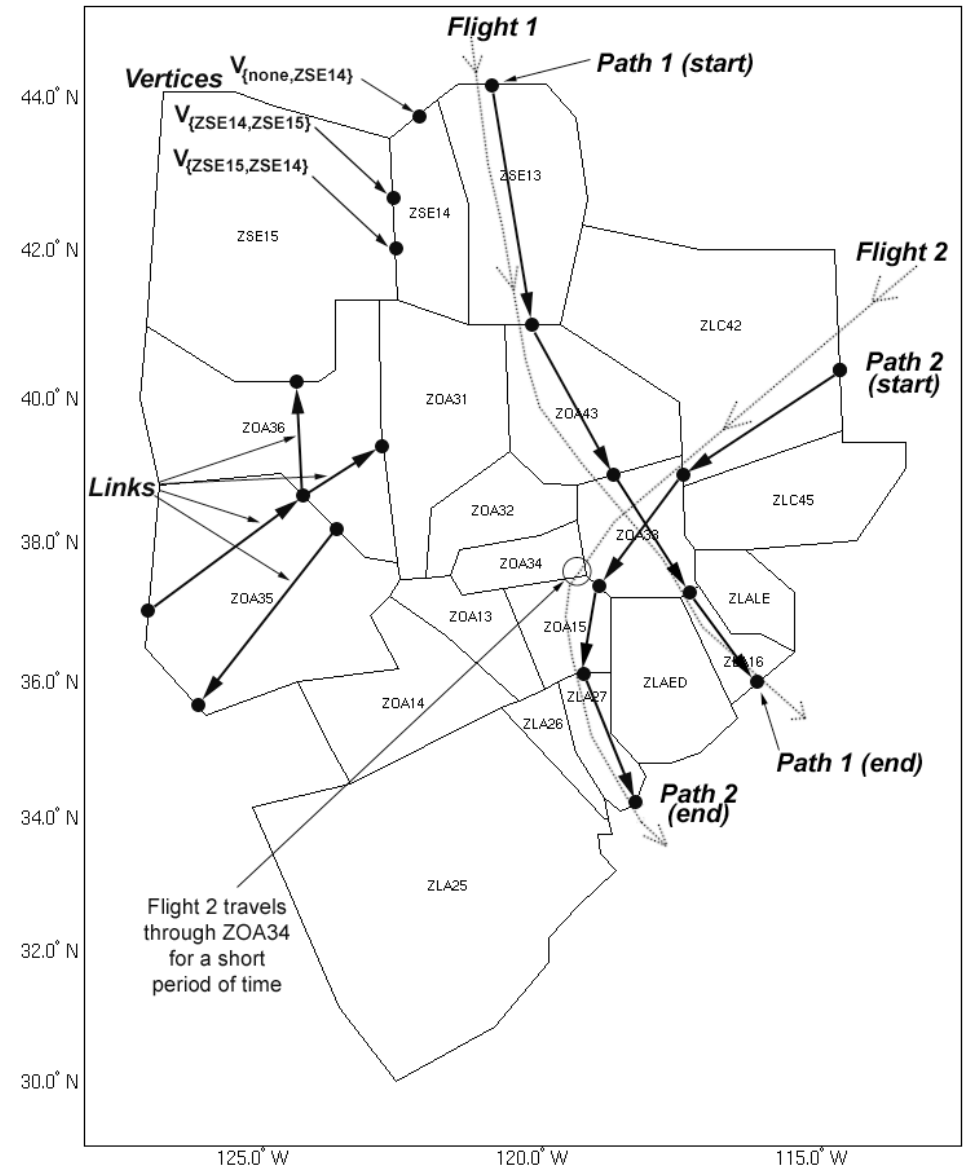 Flight 1
Vertices V{none,ZSE14}
Path 1 (start)
44.0° N
V{ZSE14,ZSE15}
V{ZSE15,ZSE14}
ZSE13
ZSE14
ZSE15
42.0° N
Flight 2
ZLC42
Path 2
(start)
40.0° N
ZOA31
ZOA43
ZOA36
Links
ZLC45
ZOA32
38.0° N
ZOA33
ZOA34
ZOA35
ZLALE
ZOA13
ZOA15
36.0° N
ZLA16
ZLAED
ZLA27
ZOA14
ZLA26
Path 1 (end)
Path 2
(end)
34.0° N
ZLA25
Flight 2 travels
through ZOA34
for a short
period of time
32.0° N
30.0° N
125.0° W
120.0° W
115.0° W